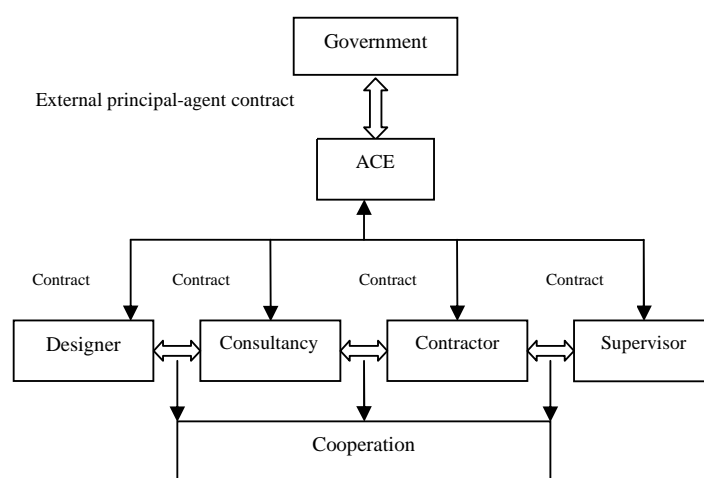 Government
External principal-agent contract
ACE
Contract
Contract
Contract
Contract
Designer
Consultancy
Contractor
Supervisor
Cooperation